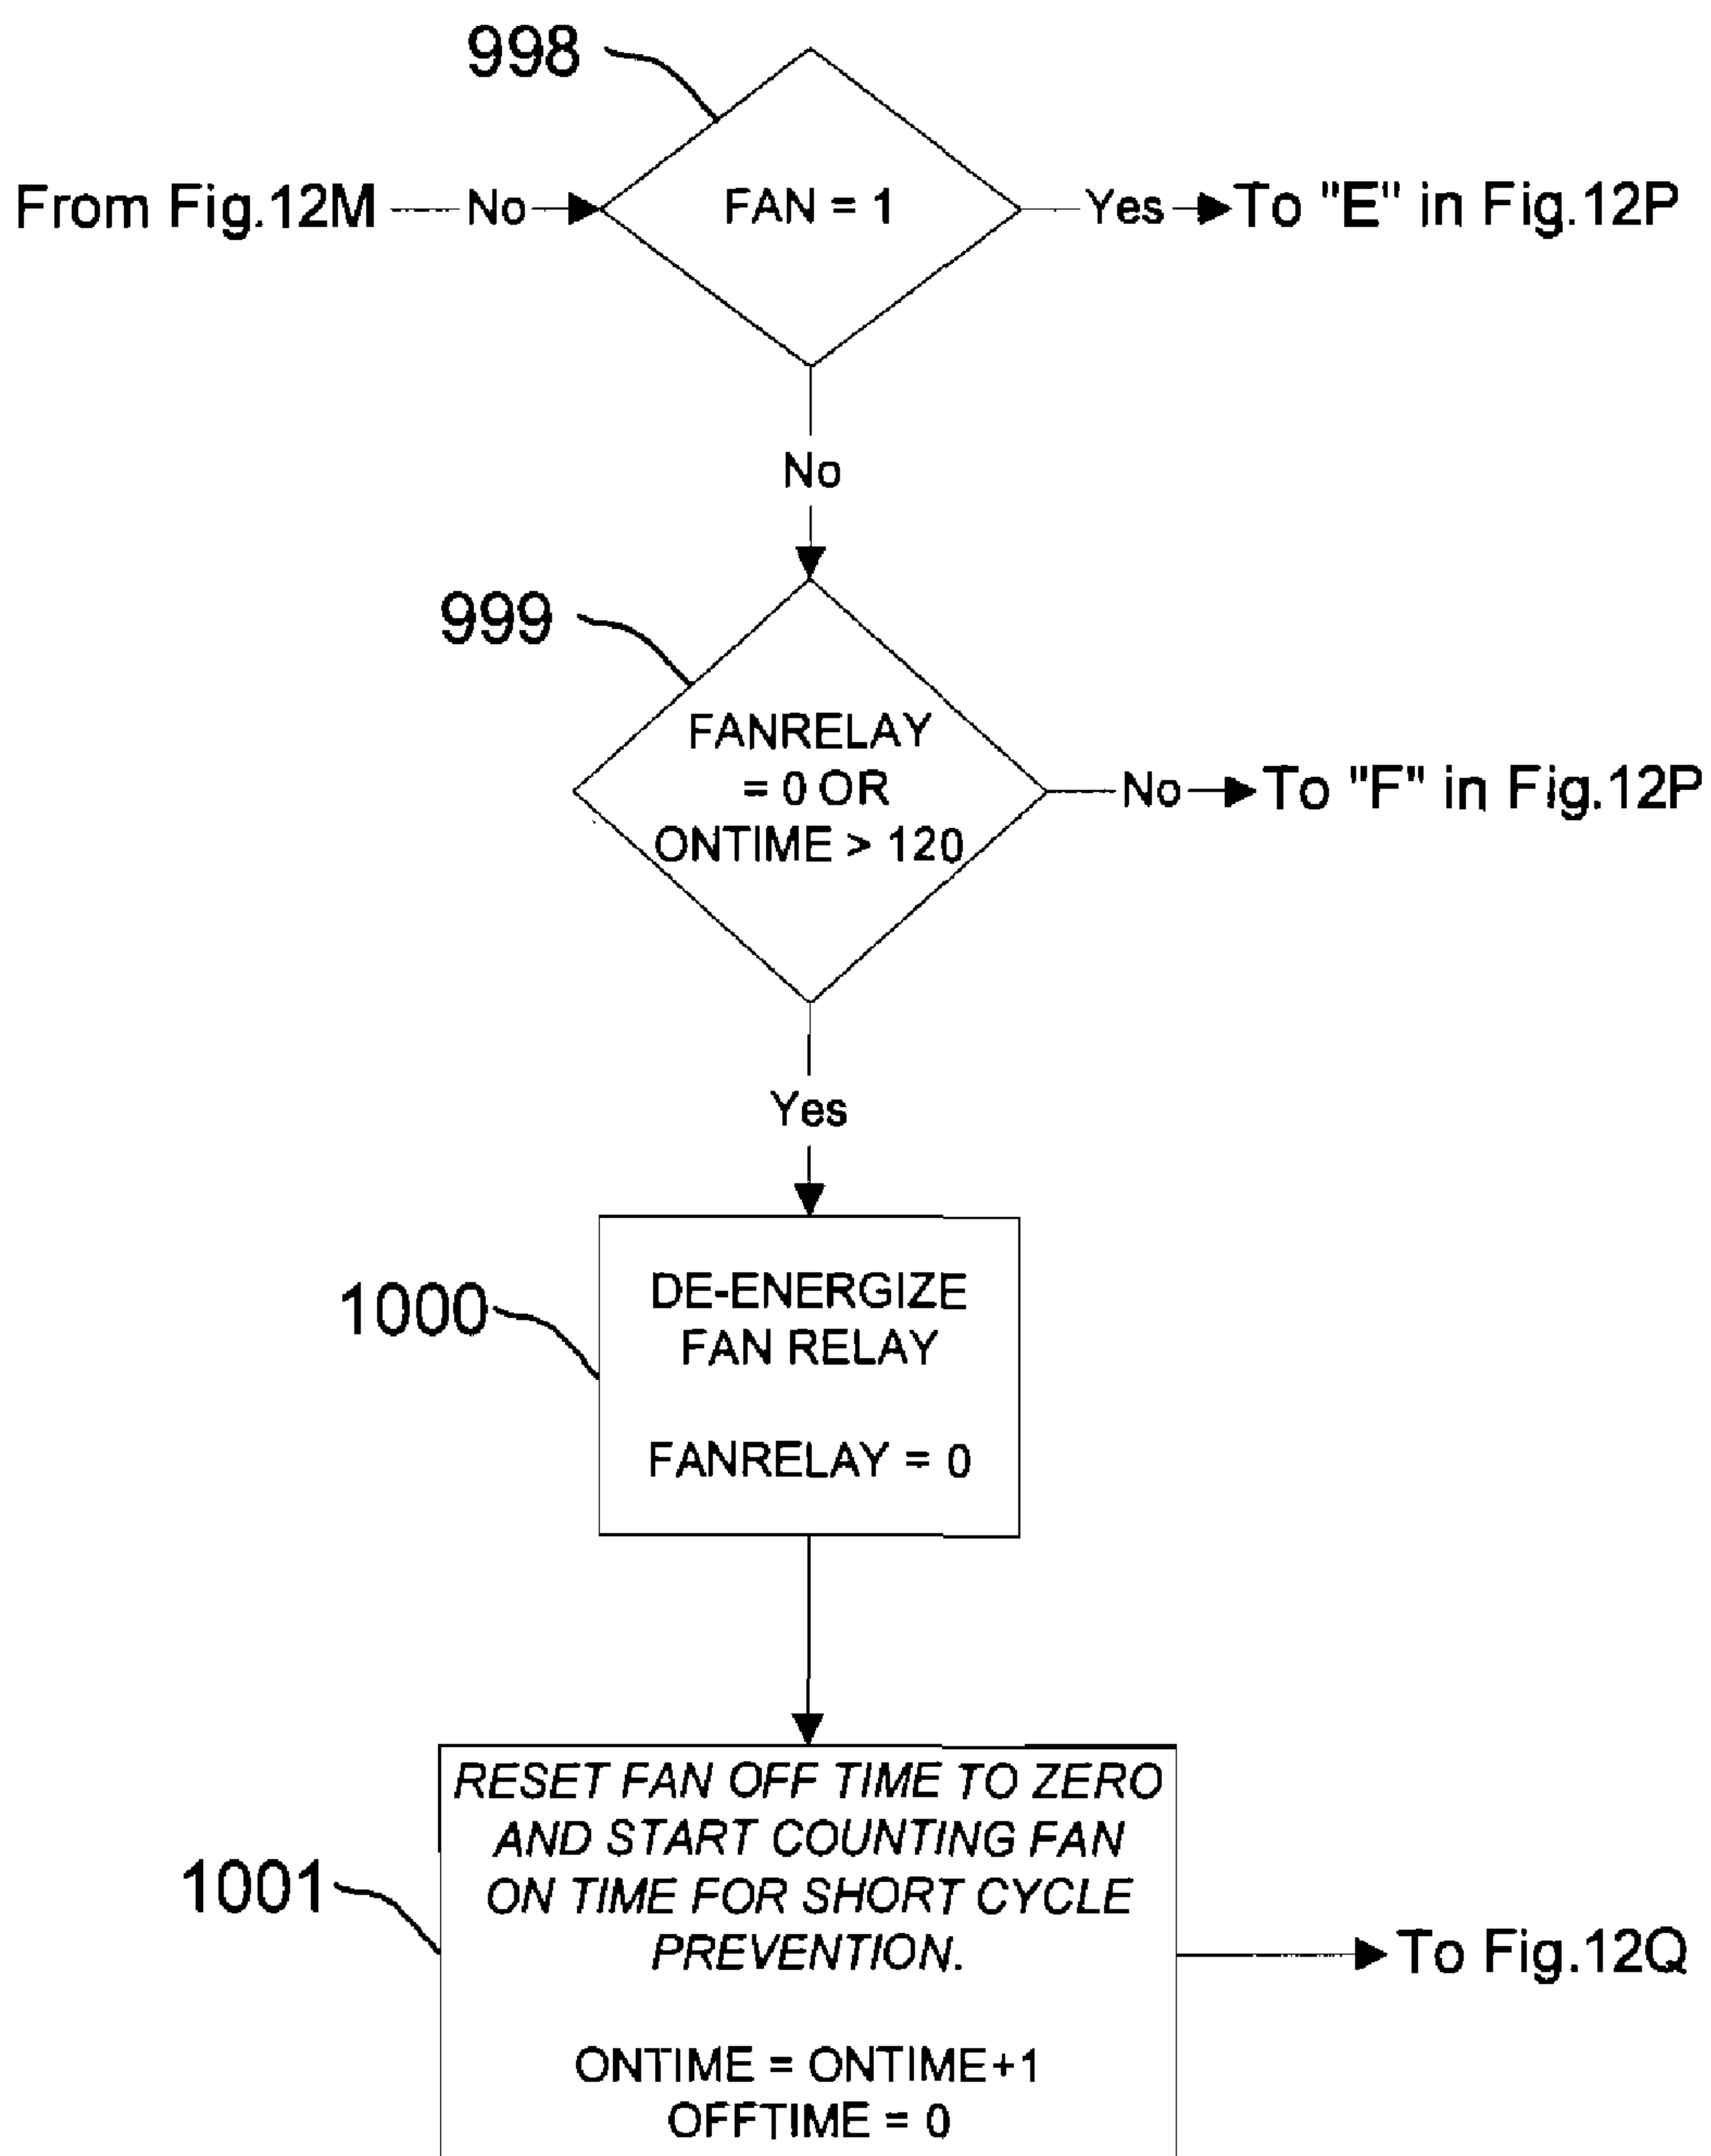 998
From Fig.12M No FAN = 1 Yes To "E" in Fig.12P
No
999
FANRELAY
= 0 OR
ONTIME > 120
No To "F" in Fig.12P
Yes
1000
DE-ENERGIZE
FAN RELAY
FANRELAY = 0
1001
RESET FAN OFF TIME TO ZERO
AND START COUNTING FAN
ON TIME FOR SHORT CYCLE
PREVENTION.
To Fig.12Q
ONTIME = ONTIME+1
OFFTIME = 0